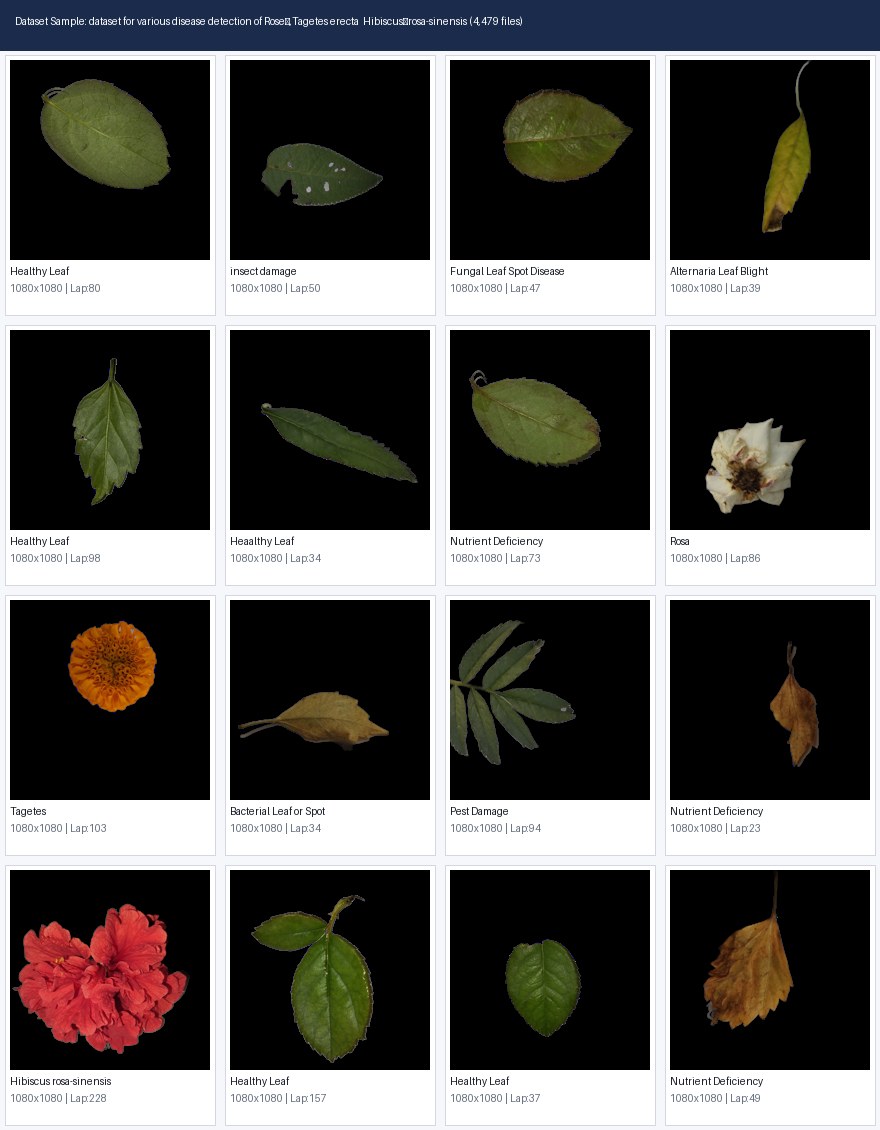 Dataset Sample: dataset for various disease detection of Rose▯, Tagetes erecta  Hibiscus▯rosa-sinensis (4,479 files)
Healthy Leaf
1080x1080 | Lap:80
insect damage
1080x1080 | Lap:50
Fungal Leaf Spot Disease
1080x1080 | Lap:47
Alternaria Leaf Blight
1080x1080 | Lap:39
Healthy Leaf
1080x1080 | Lap:98
Heaalthy Leaf
1080x1080 | Lap:34
Nutrient Deficiency
1080x1080 | Lap:73
Rosa
1080x1080 | Lap:86
Tagetes
1080x1080 | Lap:103
Bacterial Leaf or Spot
1080x1080 | Lap:34
Pest Damage
1080x1080 | Lap:94
Nutrient Deficiency
1080x1080 | Lap:23
Hibiscus rosa-sinensis
1080x1080 | Lap:228
Healthy Leaf
1080x1080 | Lap:157
Healthy Leaf
1080x1080 | Lap:37
Nutrient Deficiency
1080x1080 | Lap:49